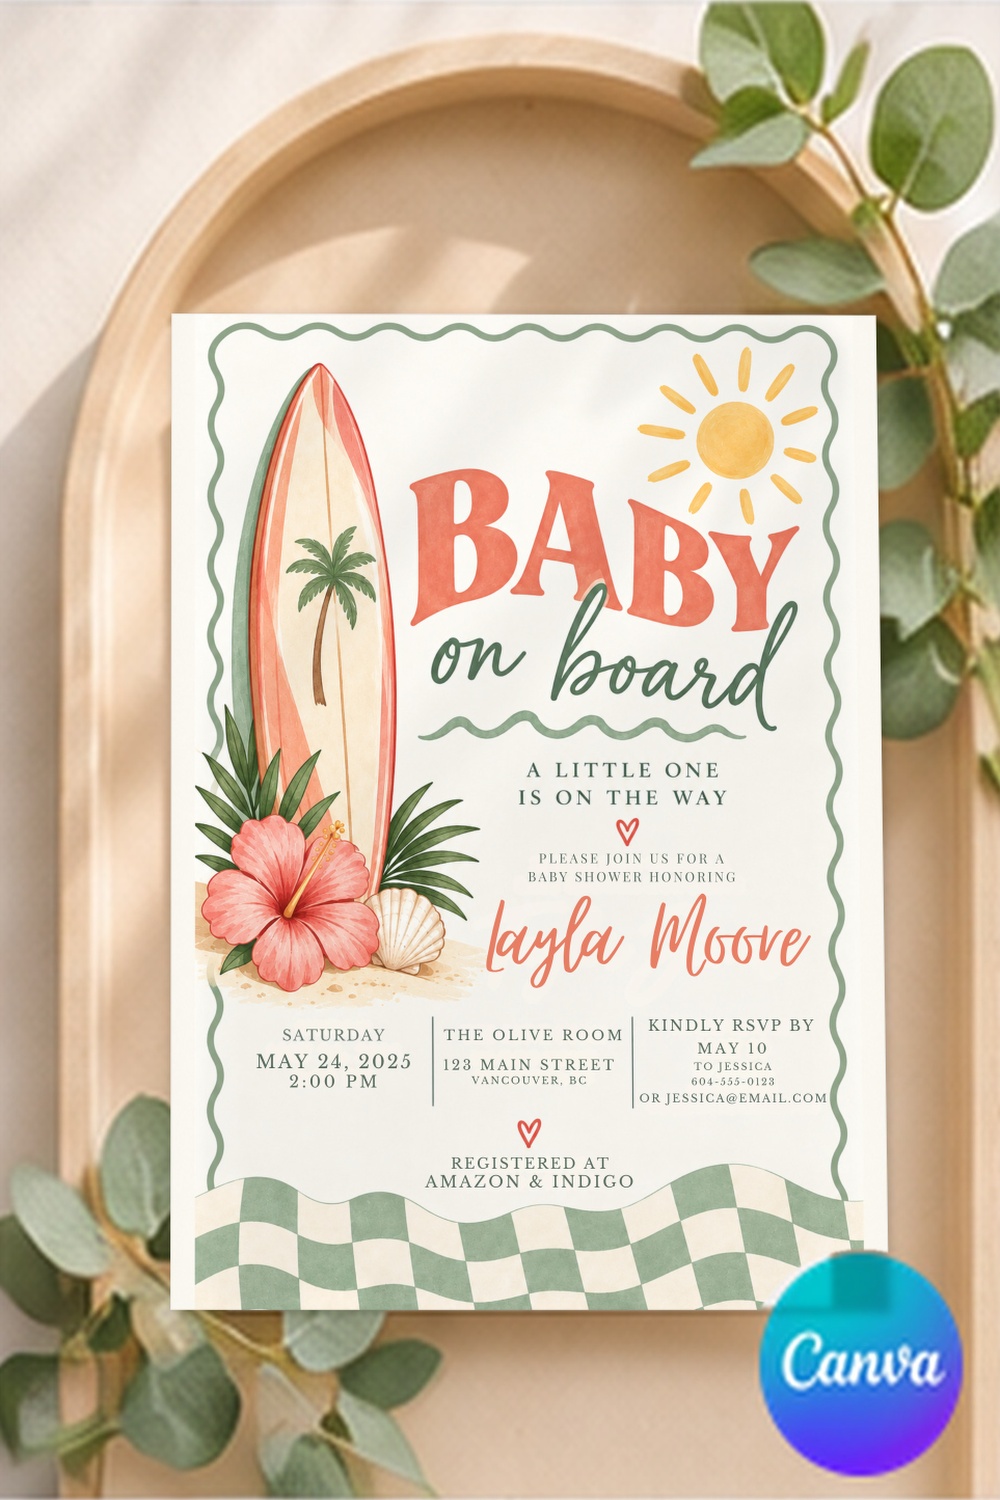 BABY
on board
A LITTLE ONE
IS ON THE WAY
PLEASE JOIN US FOR A
BABY SHOWER HONORING
Layla Moore
SATURDAY
MAY 24, 2025
2:00 PM
THE OLIVE ROOM
123 MAIN STREET
VANCOUVER, BC
KINDLY RSVP BY
MAY 10
TO JESSICA
604-555-0123
OR JESSICA@EMAIL.COM
REGISTERED AT
AMAZON & INDIGO
Canva